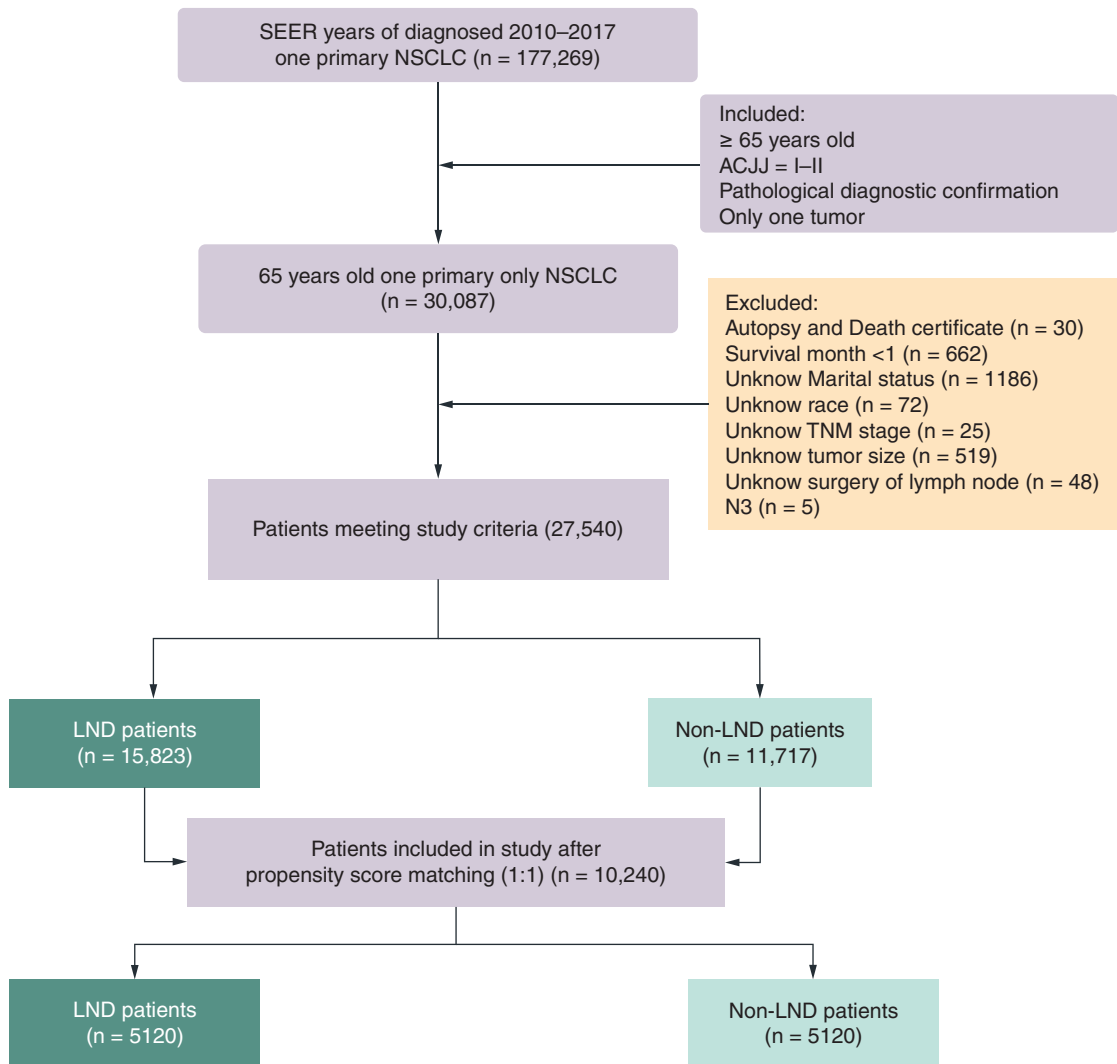 SEER years of diagnosed 2010–2017
one primary NSCLC (n = 177,269)
Included:
≥ 65 years old
ACJJ = I–II
Pathological diagnostic confirmation
Only one tumor
65 years old one primary only NSCLC
(n = 30,087)
Excluded:
Autopsy and Death certificate (n = 30)
Survival month <1 (n = 662)
Unknow Marital status (n = 1186)
Unknow race (n = 72)
Unknow TNM stage (n = 25)
Unknow tumor size (n = 519)
Unknow surgery of lymph node (n = 48)
N3 (n = 5)
Patients meeting study criteria (27,540)
LND patients
(n = 15,823)
Non-LND patients
(n = 11,717)
Patients included in study after
propensity score matching (1:1) (n = 10,240)
LND patients
(n = 5120)
Non-LND patients
(n = 5120)